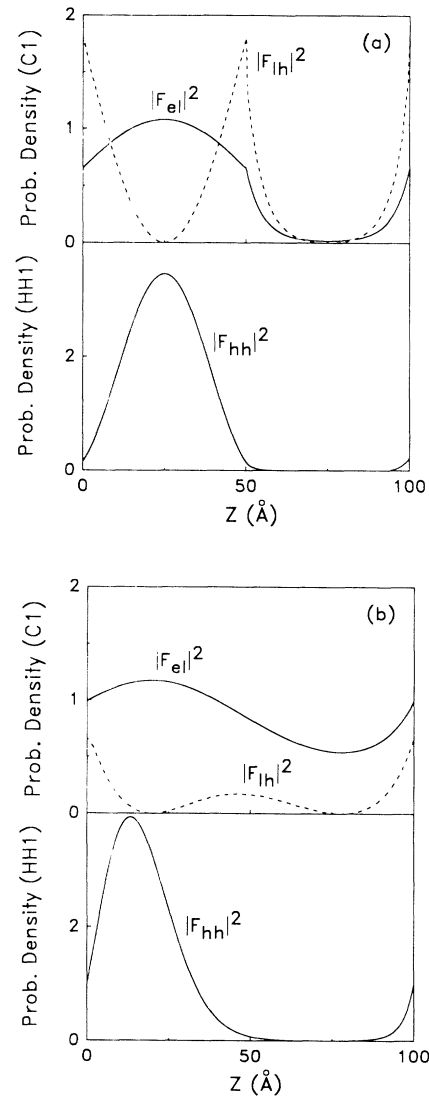 (a)
Prob. Density (C1)
2
1
0
|F_el|²
|F_lh|²
Prob. Density (HH1)
2
0
|F_hh|²
0
50
100
Z (Å)
(b)
Prob. Density (C1)
2
1
0
|F_el|²
|F_lh|²
Prob. Density (HH1)
2
0
|F_hh|²
0
50
100
Z (Å)